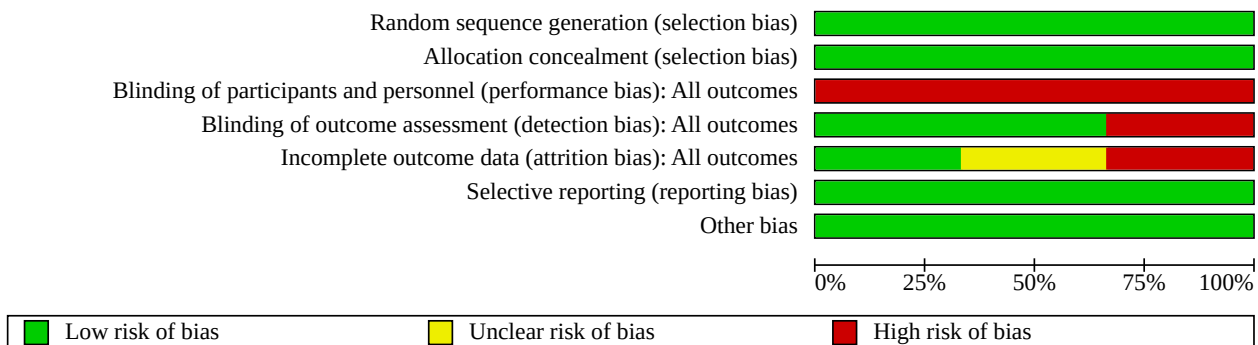 Random sequence generation (selection bias)
Allocation concealment (selection bias)
Blinding of participants and personnel (performance bias): All outcomes
Blinding of outcome assessment (detection bias): All outcomes
Incomplete outcome data (attrition bias): All outcomes
Selective reporting (reporting bias)
Other bias
0% 25% 50% 75% 100%
Low risk of bias Unclear risk of bias High risk of bias